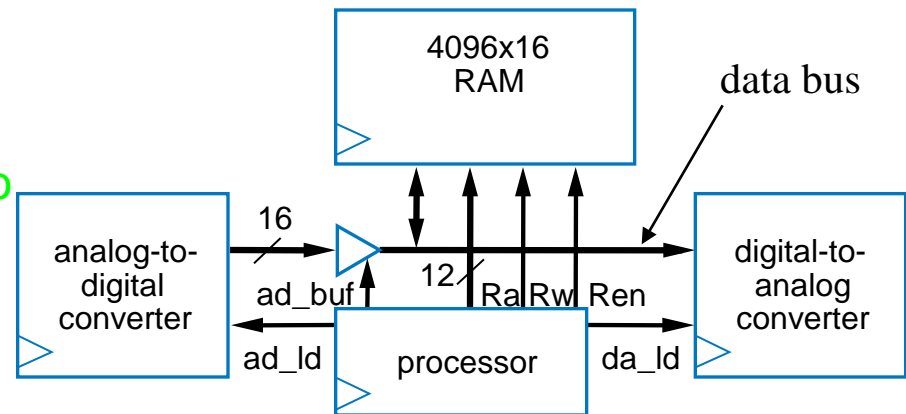 4096x16
RAM
data bus
o
16
analog-to-
digital
converter
12
ad_buf
Ra
Rw
Ren
digital-to-
analog
converter
ad_ld
processor
da_ld